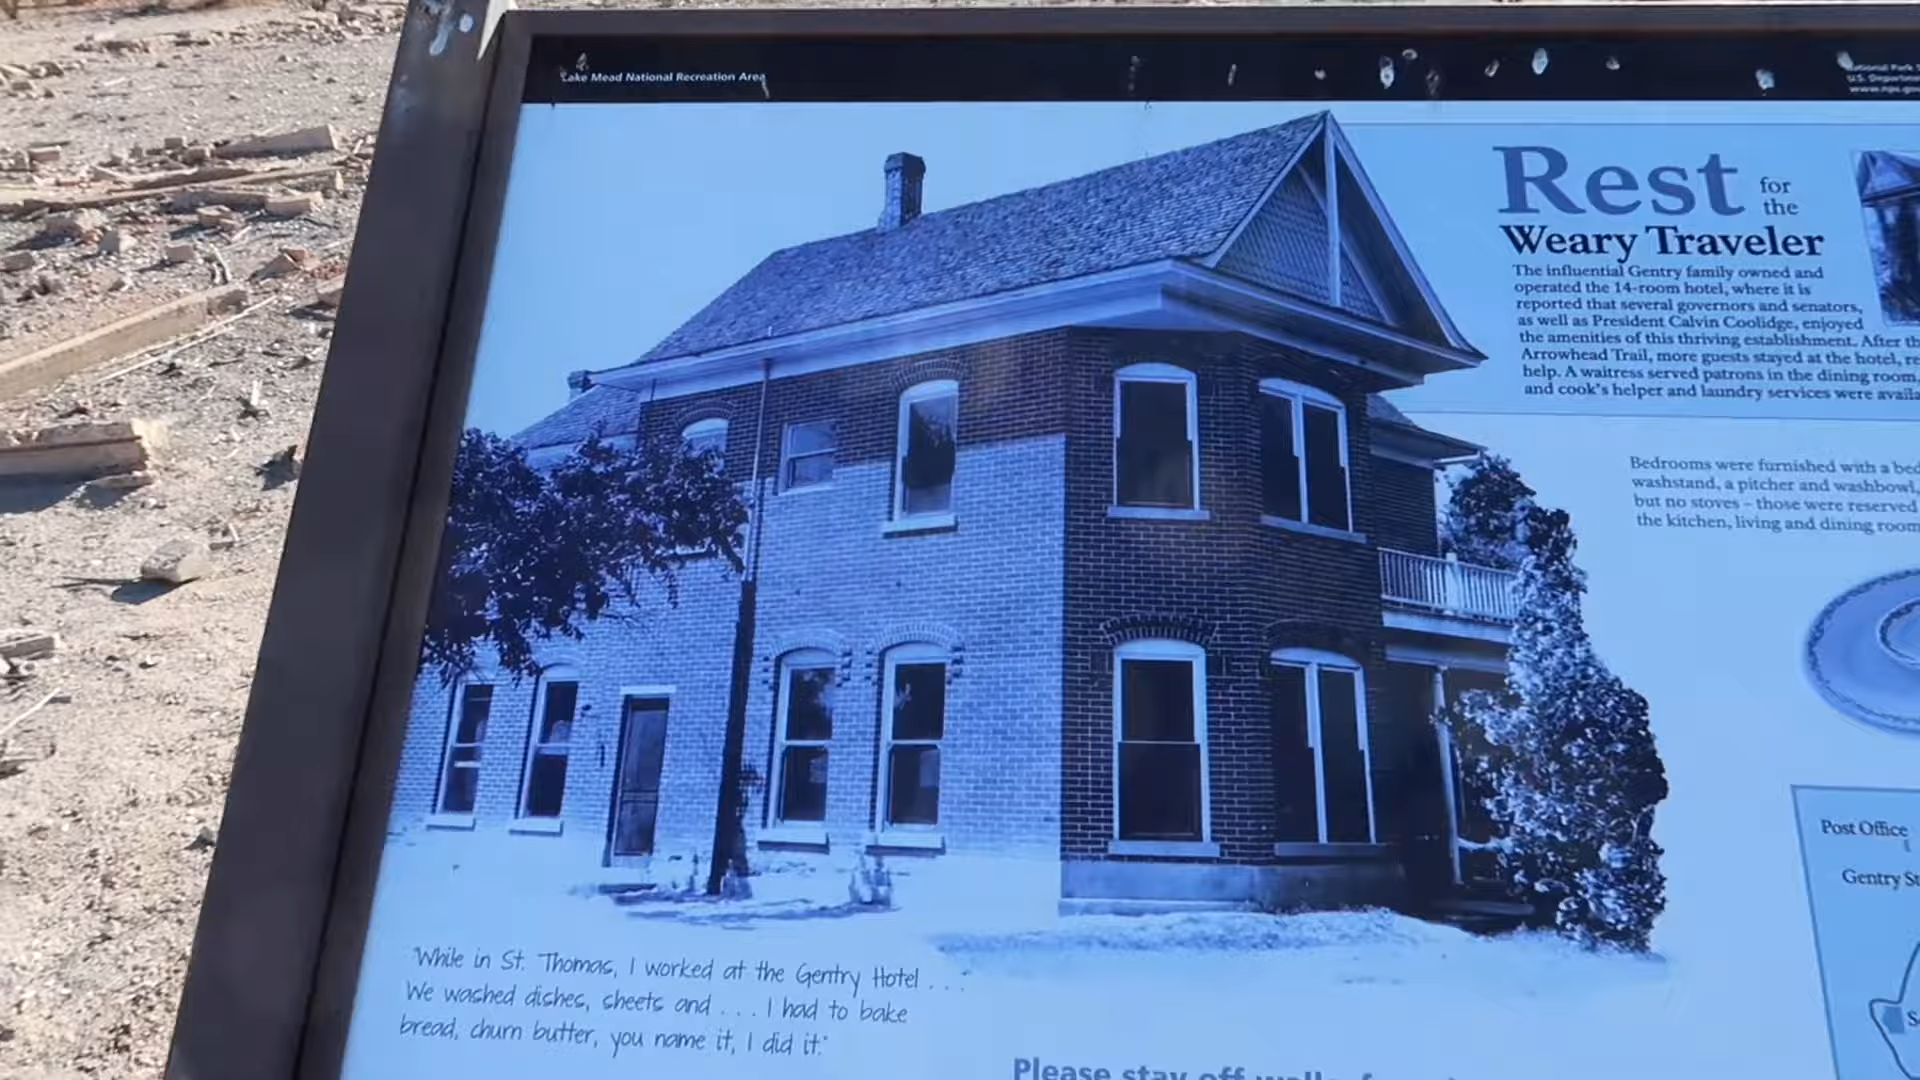 Lake Mead National Recreation Area
National Park
U.S.
Rest for the
Weary Traveler
The influential Gentry family owned and
operated the 14-room hotel, where it is
reported that several governors and senators,
as well as President Calvin Coolidge, enjoyed
the amenities of this thriving establishment. After
Arrowhead Trail, more guests stayed at the hotel,
help. A waitress served patrons in the dining room,
and cook's helper and laundry services were
Bedrooms were furnished with a
washstand, a pitcher and washbowl,
but no stoves – those were reserved
the kitchen, living and dining
Post Office
Gentry
"While in St. Thomas, I worked at the Gentry Hotel . . .
We washed dishes, sheets and . . . I had to bake
bread, churn butter, you name it, I did it."
Please stay off